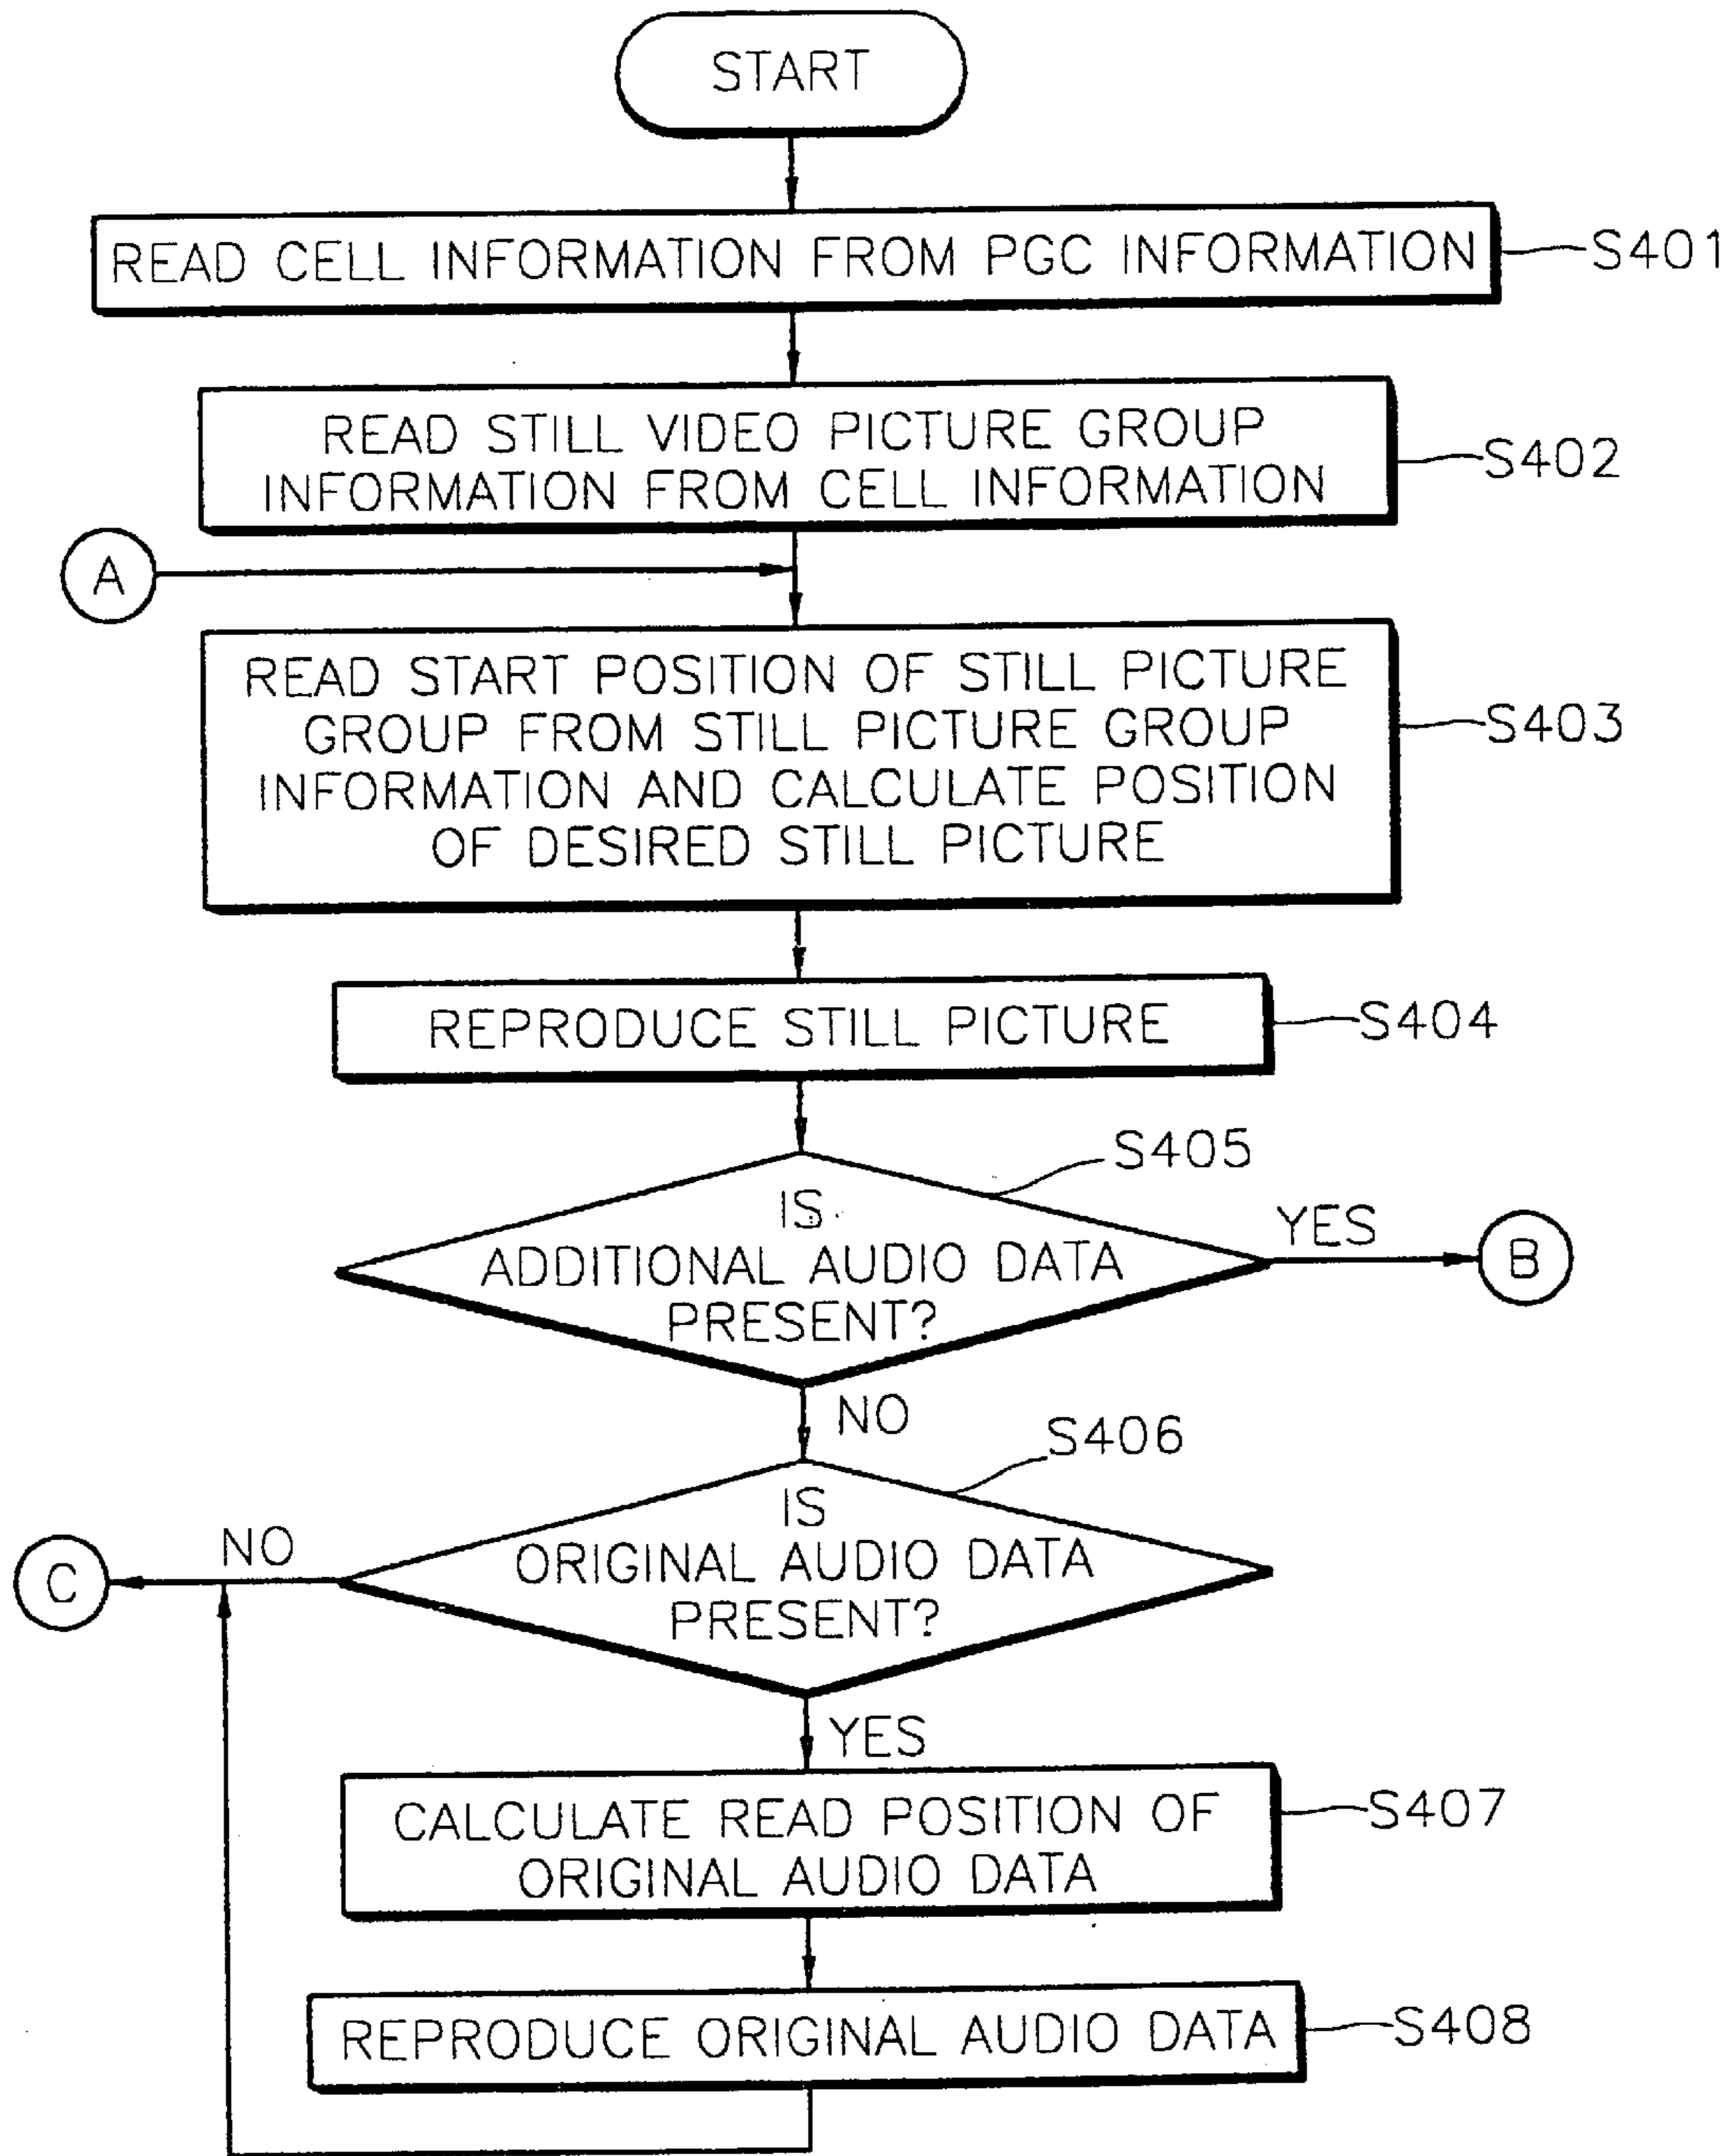 START
READ CELL INFORMATION FROM PGC INFORMATION
S401
READ STILL VIDEO PICTURE GROUP
INFORMATION FROM CELL INFORMATION
S402
A
READ START POSITION OF STILL PICTURE
GROUP FROM STILL PICTURE GROUP
INFORMATION AND CALCULATE POSITION
OF DESIRED STILL PICTURE
S403
REPRODUCE STILL PICTURE
S404
S405
IS
ADDITIONAL AUDIO DATA
PRESENT?
YES
B
NO
S406
IS
ORIGINAL AUDIO DATA
PRESENT?
NO
C
YES
CALCULATE READ POSITION OF
ORIGINAL AUDIO DATA
S407
REPRODUCE ORIGINAL AUDIO DATA
S408